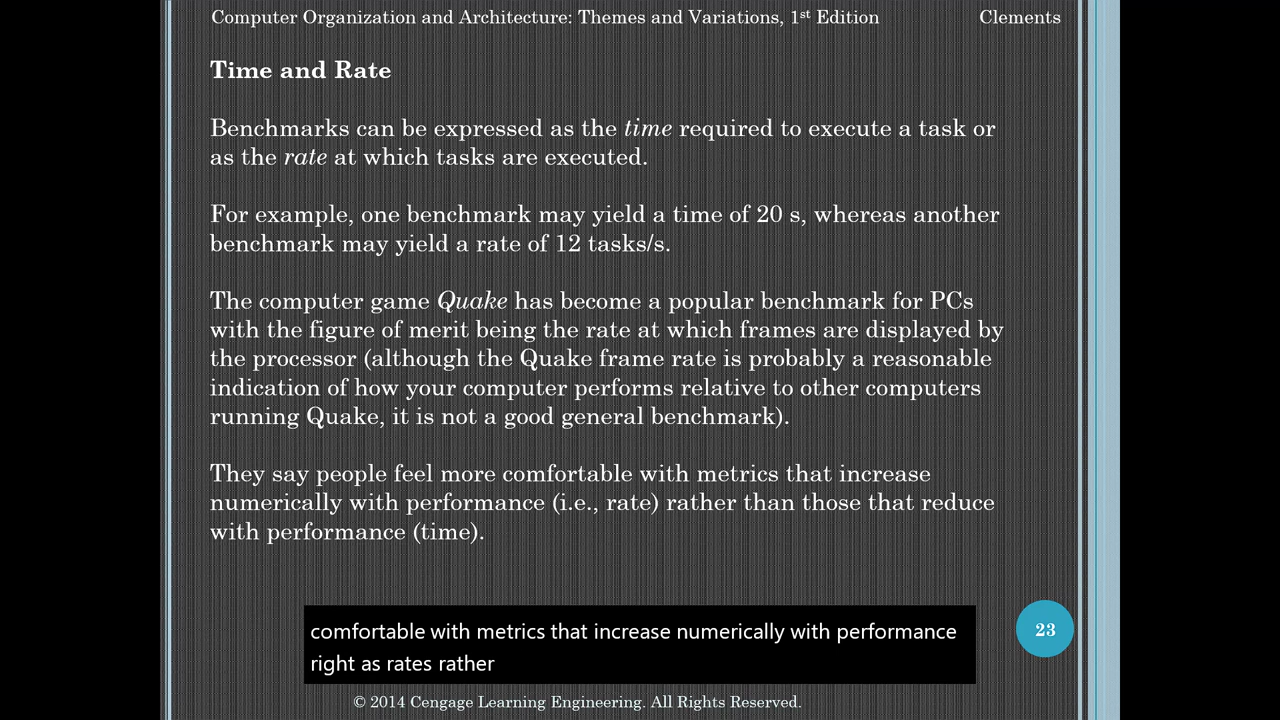 Computer Organization and Architecture: Themes and Variations, 1st Edition Clements
Time and Rate
Benchmarks can be expressed as the time required to execute a task or
as the rate at which tasks are executed.
For example, one benchmark may yield a time of 20 s, whereas another
benchmark may yield a rate of 12 tasks/s.
The computer game Quake has become a popular benchmark for PCs
with the figure of merit being the rate at which frames are displayed by
the processor (although the Quake frame rate is probably a reasonable
indication of how your computer performs relative to other computers
running Quake, it is not a good general benchmark).
They say people feel more comfortable with metrics that increase
numerically with performance (i.e., rate) rather than those that reduce
with performance (time).
comfortable with metrics that increase numerically with performance
right as rates rather
23
© 2014 Cengage Learning Engineering. All Rights Reserved.